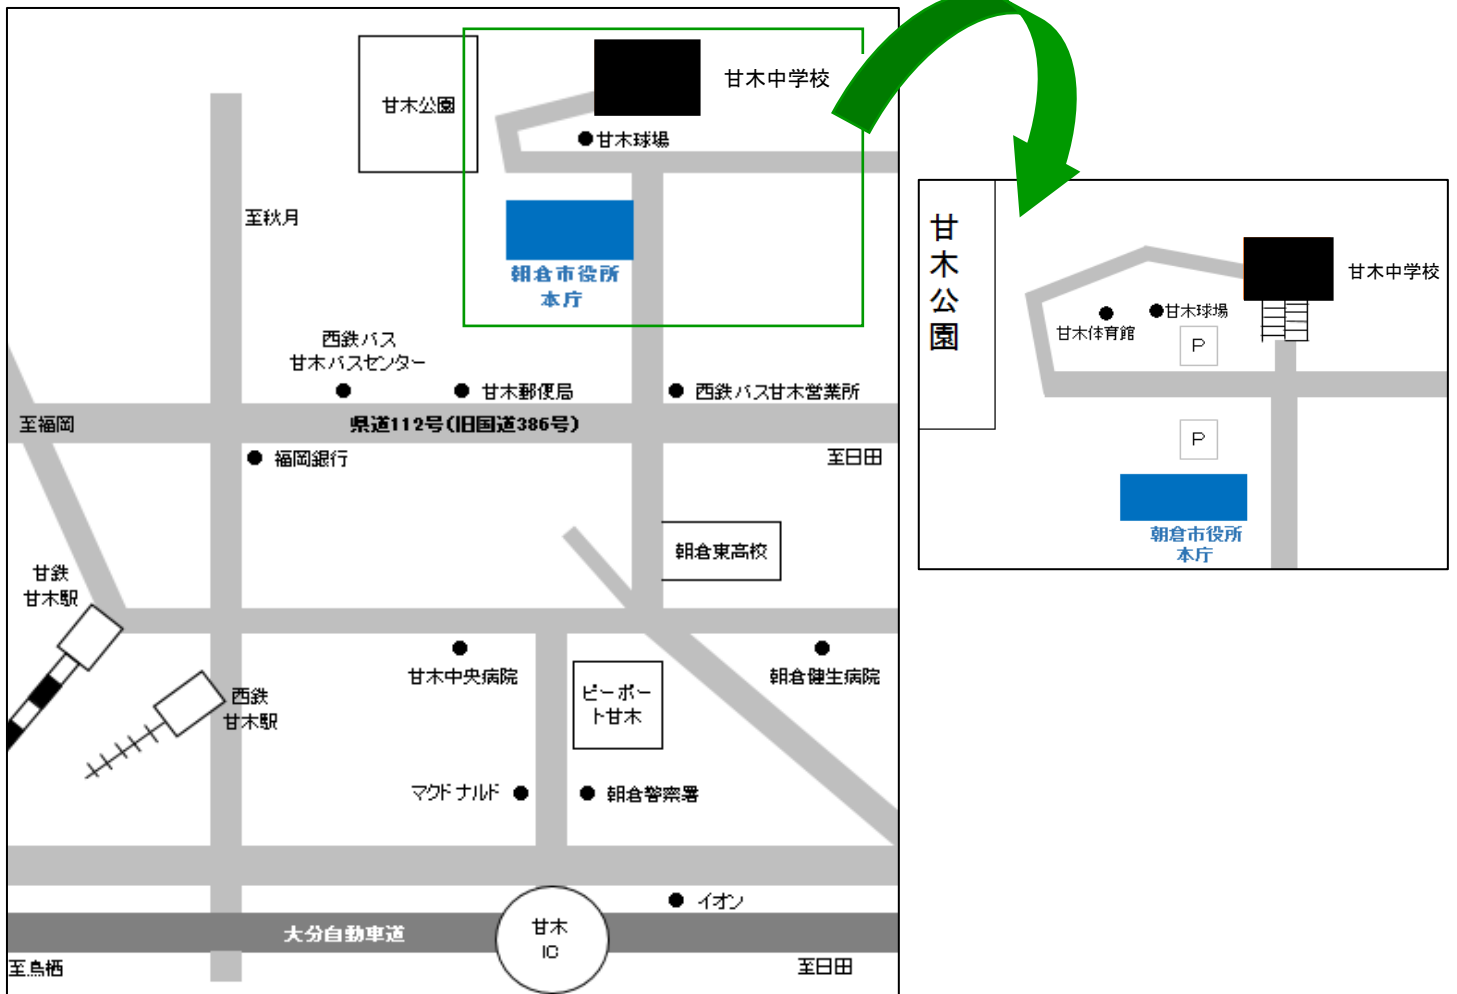 甘木公園
甘木中学校
甘木球場
至秋月
朝倉市役所
本庁
西鉄バス
甘木バスセンター
甘木郵便局
西鉄バス甘木営業所
至福岡
県道112号(旧国道386号)
福岡銀行
至日田
朝倉東高校
甘鉄
甘木駅
甘木中央病院
朝倉健生病院
ピーポー
ト甘木
西鉄
甘木駅
マクドナルド
朝倉警察署
イオン
大分自動車道
甘木
IC
至鳥栖
至日田
甘
木
公
園
甘木中学校
甘木球場
甘木体育館
P
P
朝倉市役所
本庁